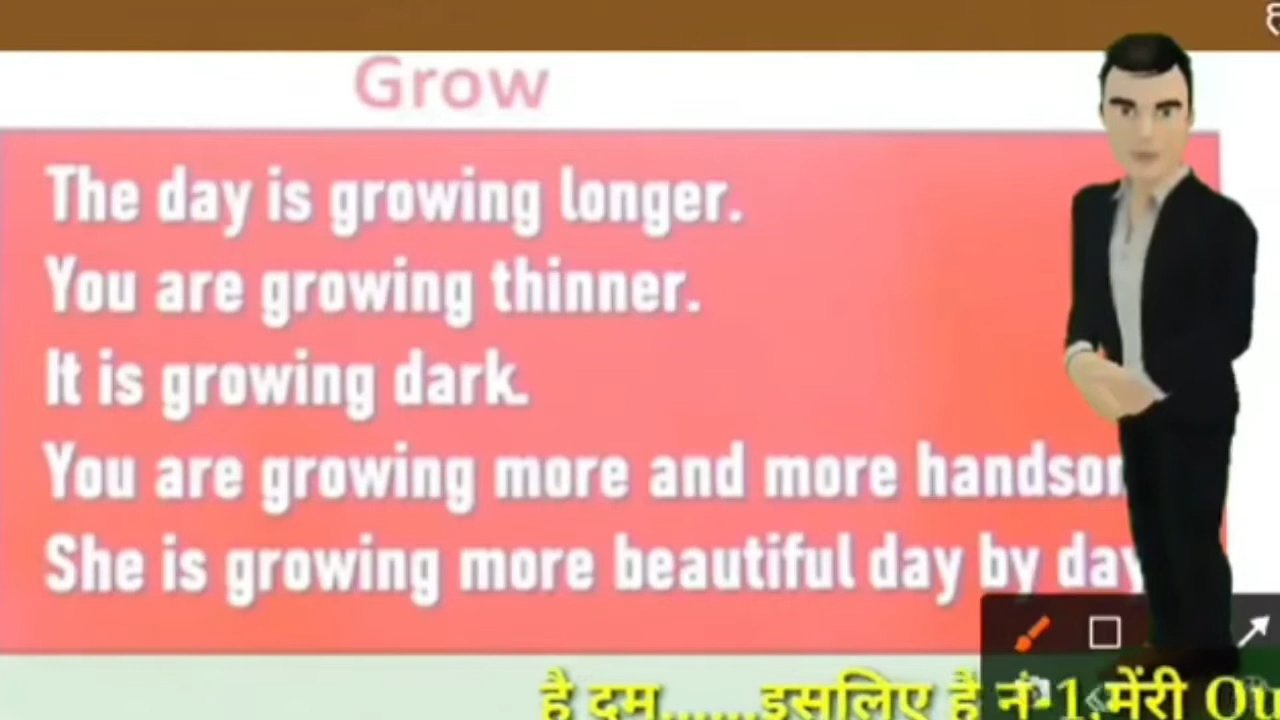 Grow
The day is growing longer.
You are growing thinner.
It is growing dark.
You are growing more and more
She is growing more beautiful day by day
है दम......इसलिए है नं-1,मेंरी